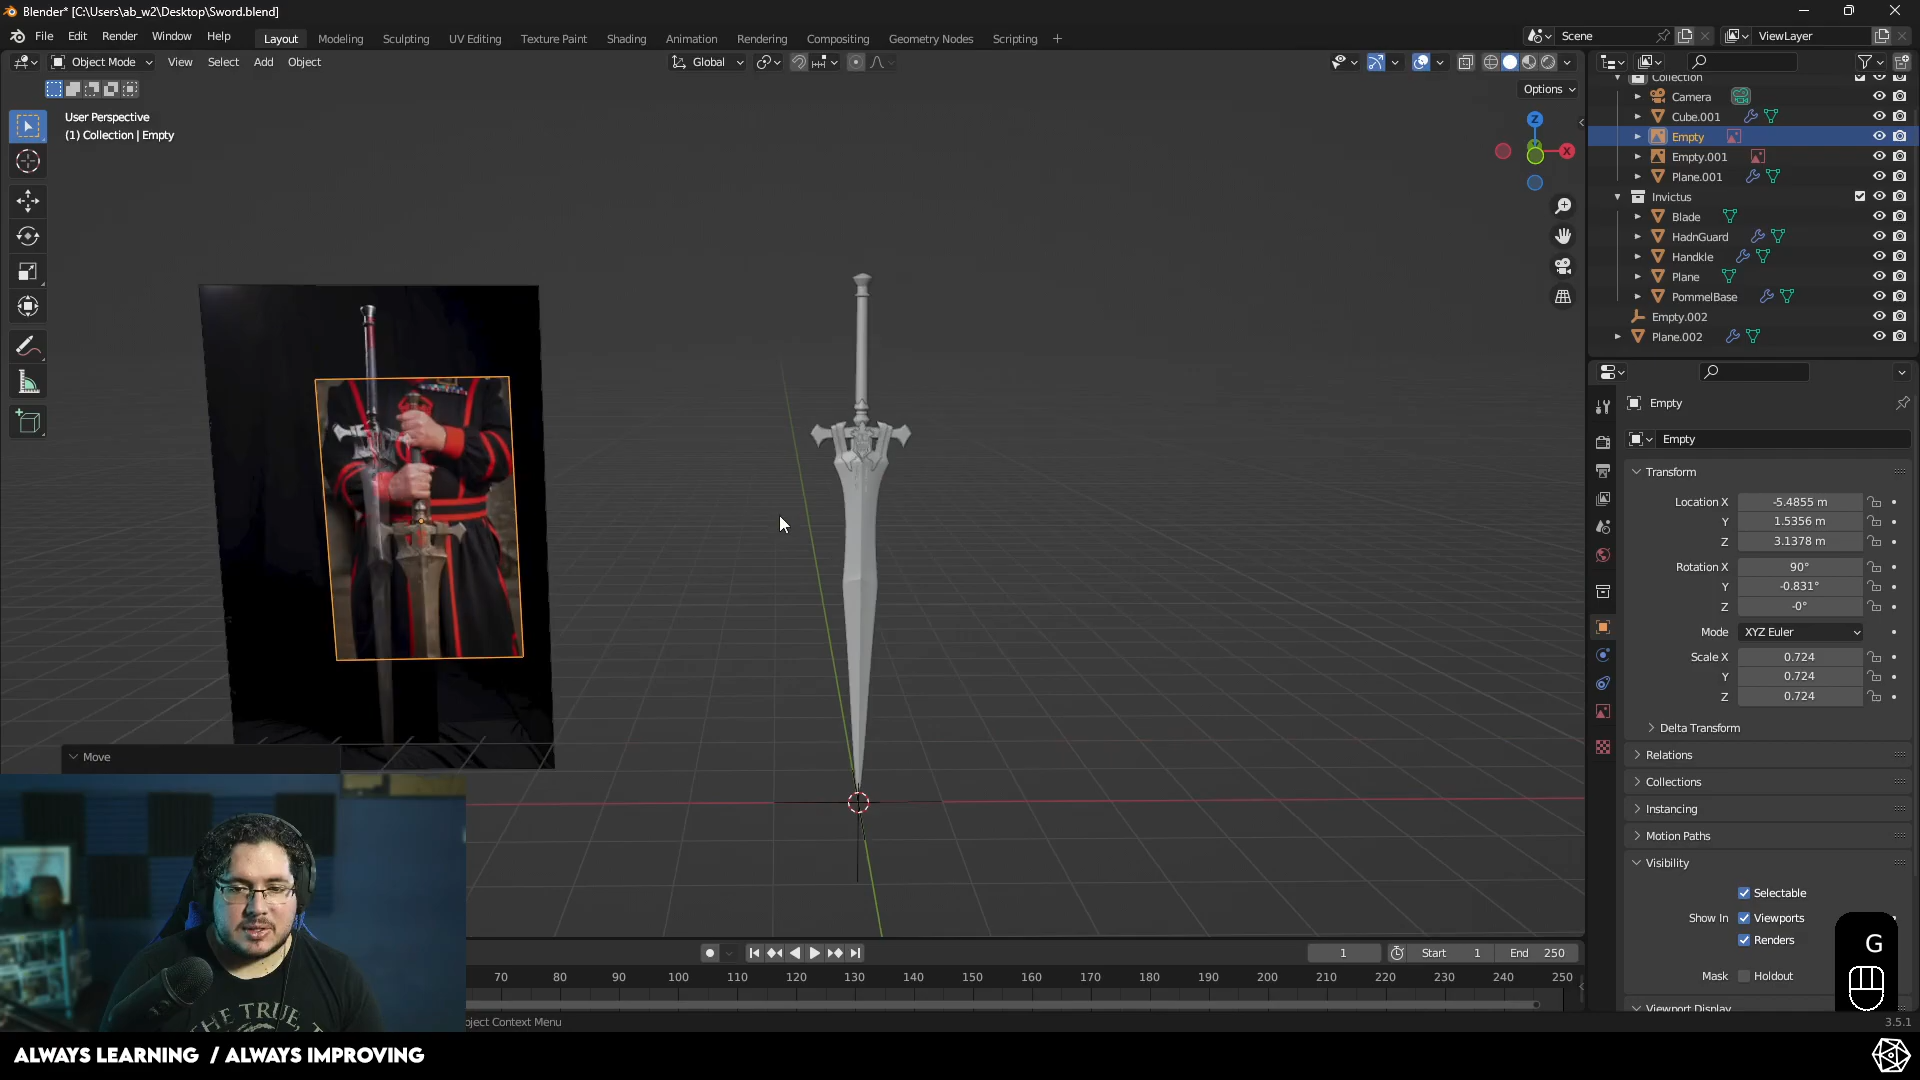 Blender* [C:\Users\ab_w2\Desktop\Sword.blend]
File Edit Render Window Help Layout Modeling Sculpting UV Editing Texture Paint Shading Animation Rendering Compositing Geometry Nodes Scripting + Scene ViewLayer
Object Mode View Select Add Object Global
Options
User Perspective
(1) Collection | Empty
Z
X
Collection
Camera
Cube.001
Empty
Empty.001
Plane.001
Invictus
Blade
HadnGuard
Handkle
Plane
PommelBase
Empty.002
Plane.002
Empty
Empty
Transform
Location X -5.4855 m
Y 1.5356 m
Z 3.1378 m
Rotation X 90°
Y -0.831°
Z -0°
Mode XYZ Euler
Scale X 0.724
Y 0.724
Z 0.724
Delta Transform
Relations
Collections
Instancing
Motion Paths
Visibility
Selectable
Show In Viewports
Renders
Mask Holdout
Viewport Display
Move
G
1 Start 1 End 250
70 80 90 100 110 120 130 140 150 160 170 180 190 200 210 220 230 240 250
oject Context Menu
3.5.1
THE TRUE, T
ALWAYS LEARNING / ALWAYS IMPROVING